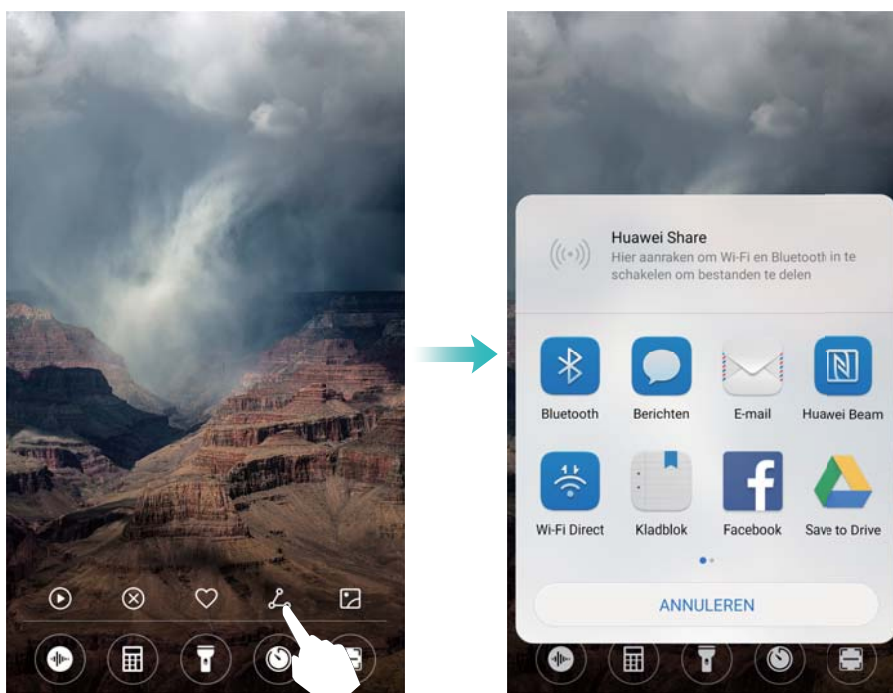 Huawei Share
Hier aanraken om Wi-Fi en Bluetooth in te
schakelen om bestanden te delen
Bluetooth
Berichten
E-mail
Huawei Beam
Wi-Fi Direct
Kladblok
Facebook
Save to Drive
ANNULEREN